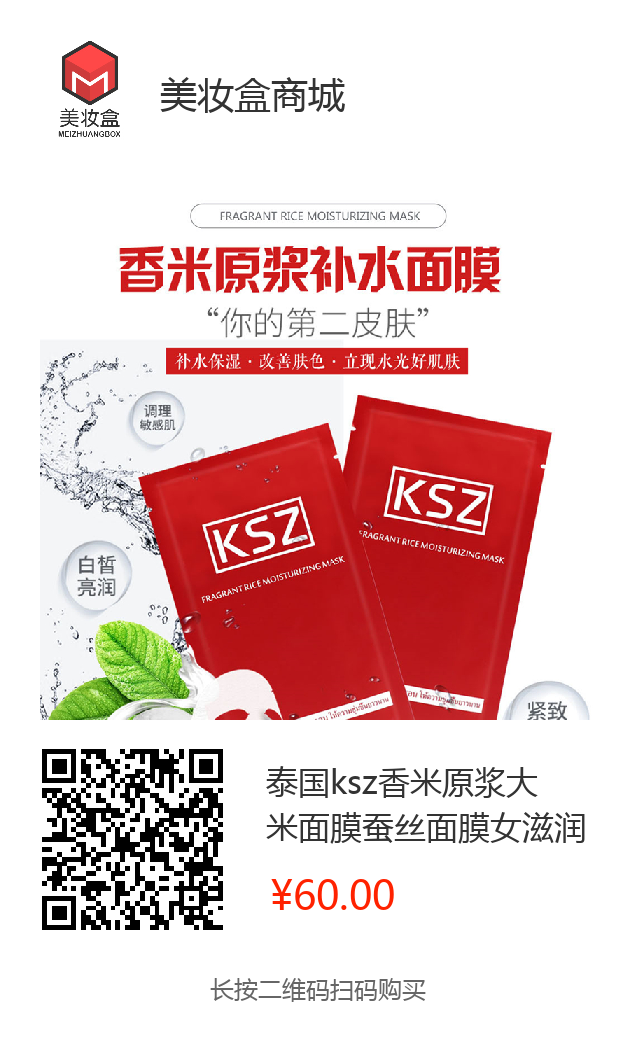 美妆盒
MEIZHUANGBOX
美妆盒商城
FRAGRANT RICE MOISTURIZING MASK
香米原浆补水面膜
“你的第二皮肤”
补水保湿·改善肤色·立现水光好肌肤
调理
敏感肌
KSZ
FRAGRANT RICE MOISTURIZING MASK
KSZ
FRAGRANT RICE MOISTURIZING MASK
白皙
亮润
紧致
泰国ksz香米原浆大
米面膜蚕丝面膜女滋润
¥60.00
长按二维码扫码购买